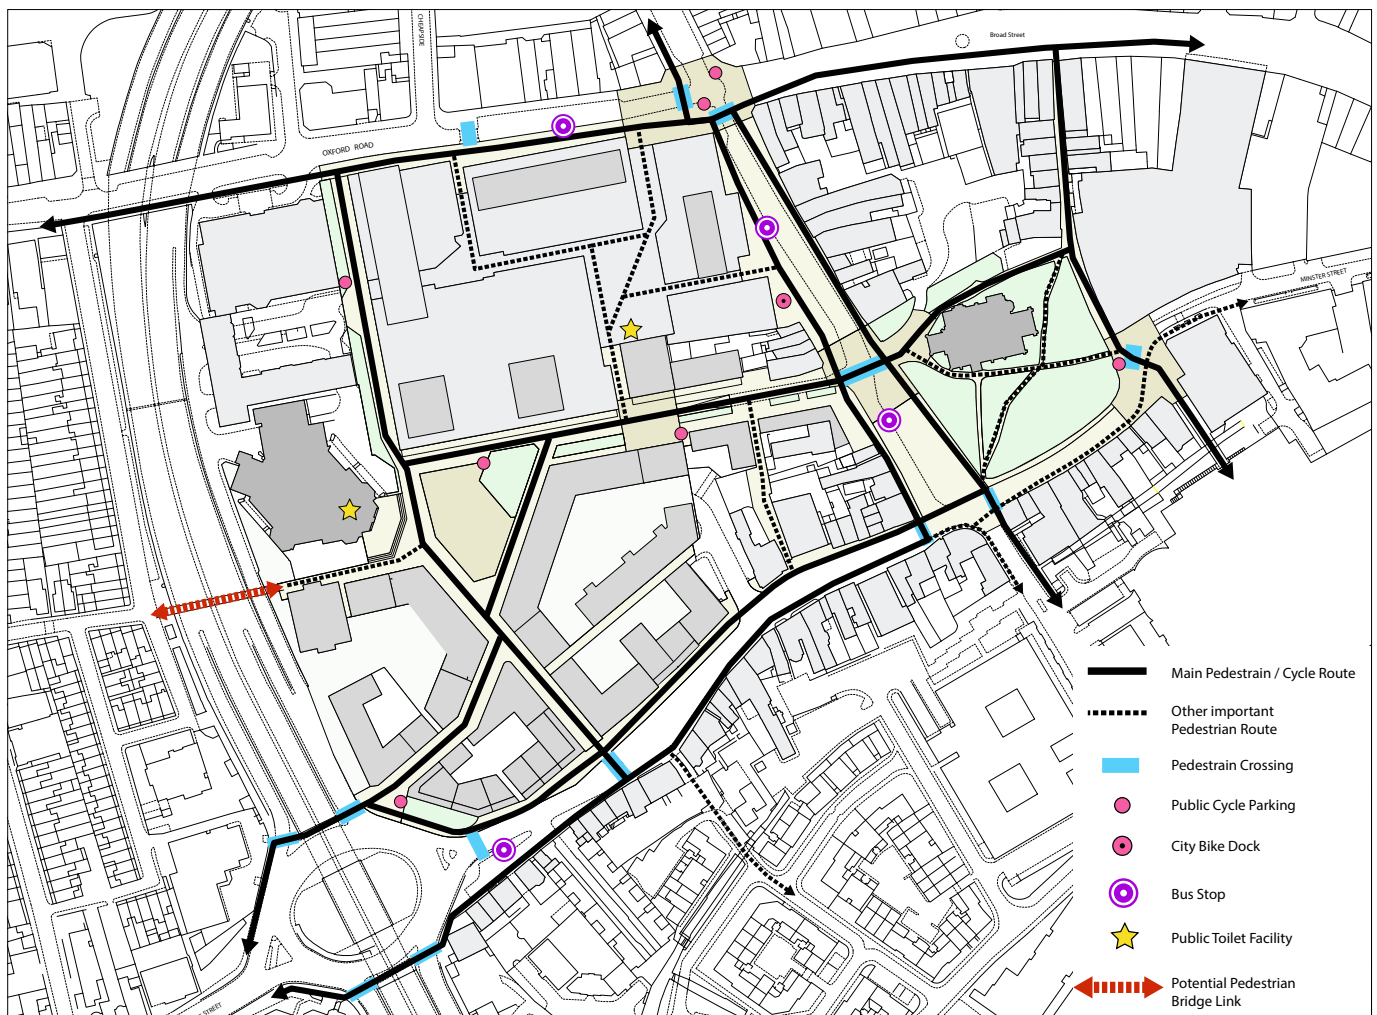 CHEAPSIDE
Broad Street
OXFORD ROAD
MINSTER STREET
Main Pedestrain / Cycle Route
Other important
Pedestrian Route
Pedestrain Crossing
Public Cycle Parking
City Bike Dock
Bus Stop
Public Toilet Facility
Potential Pedestrian
Bridge Link
STREET